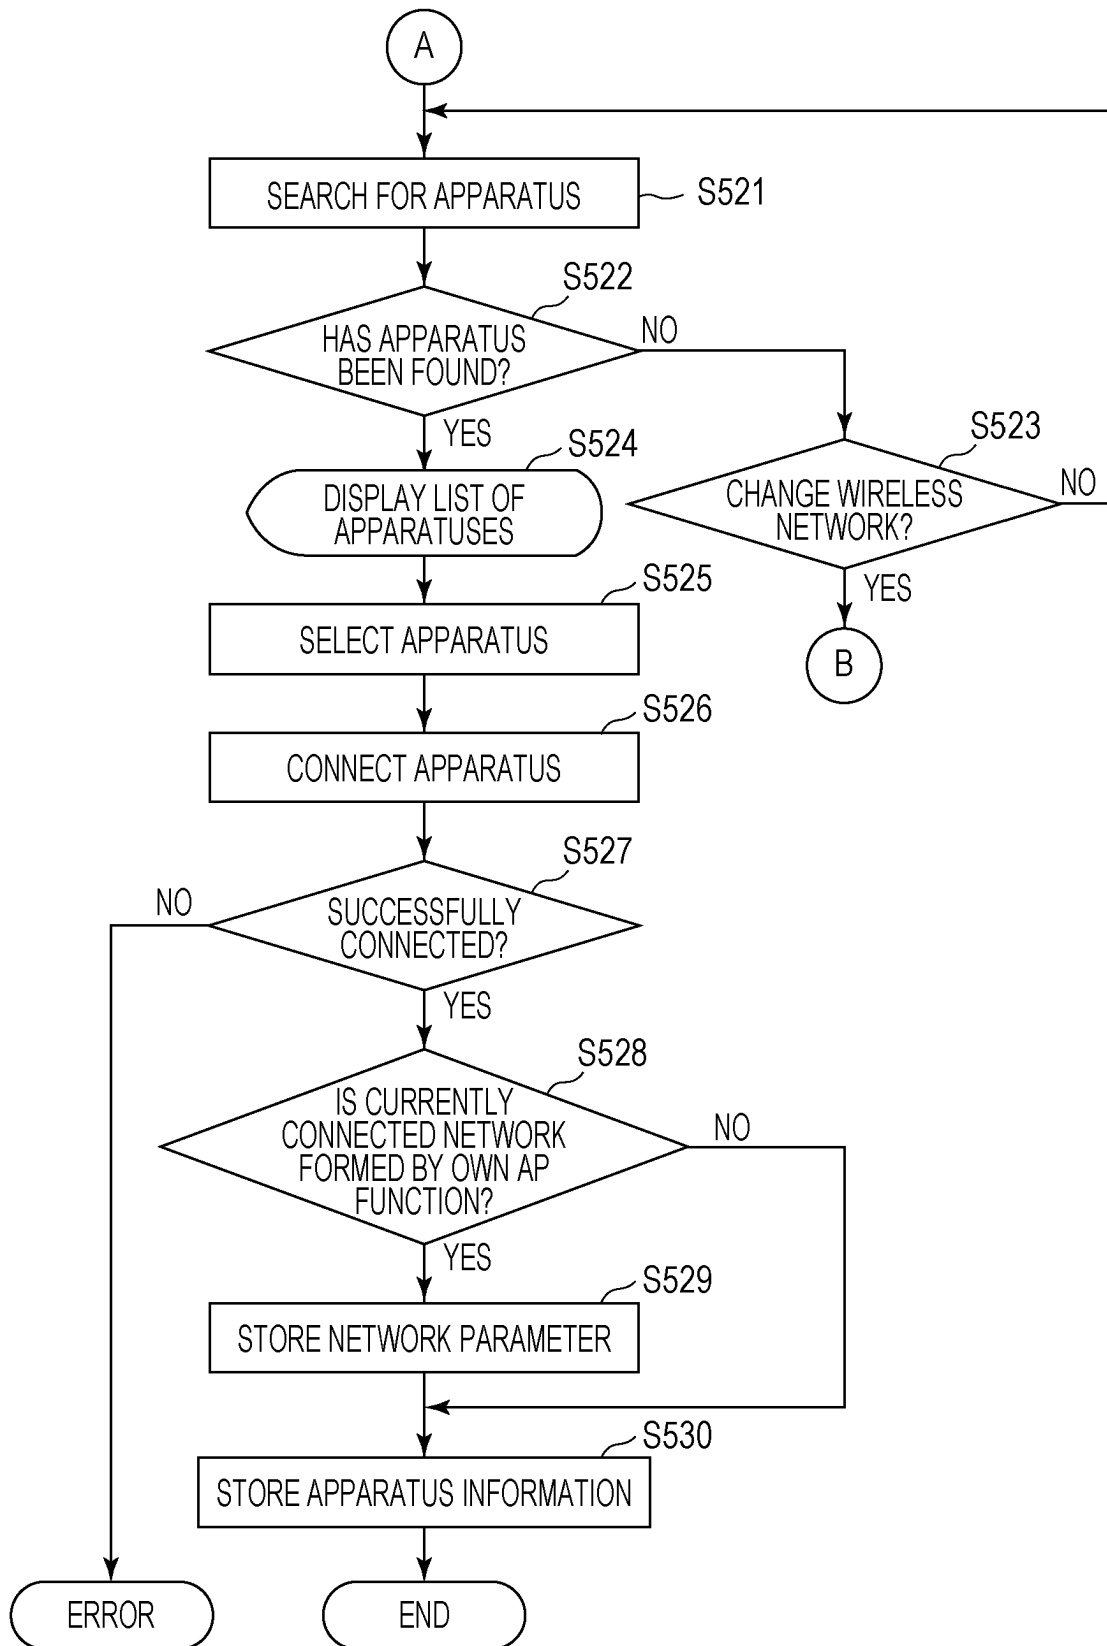 A
SEARCH FOR APPARATUS
S521
S522
HAS APPARATUS
BEEN FOUND?
NO
YES
S523
CHANGE WIRELESS
NETWORK?
NO
YES
B
S524
DISPLAY LIST OF
APPARATUSES
S525
SELECT APPARATUS
S526
CONNECT APPARATUS
S527
SUCCESSFULLY
CONNECTED?
NO
YES
S528
IS CURRENTLY
CONNECTED NETWORK
FORMED BY OWN AP
FUNCTION?
NO
YES
S529
STORE NETWORK PARAMETER
S530
STORE APPARATUS INFORMATION
ERROR
END